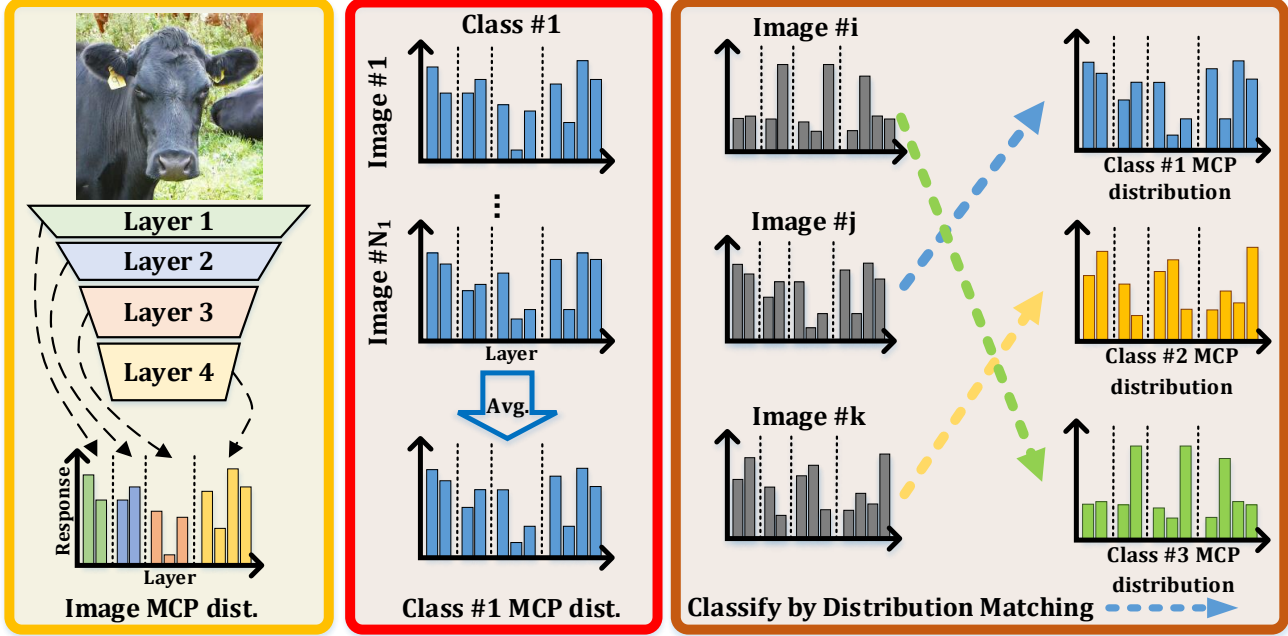 Layer 1
Layer 2
Layer 3
Layer 4
Response
Layer
Image MCP dist.
Class #1
Image #1
...
Image #N₁
Layer
Avg.
Class #1 MCP dist.
Image #i
Image #j
Image #k
Class #1 MCP
distribution
Class #2 MCP
distribution
Class #3 MCP
distribution
Classify by Distribution Matching